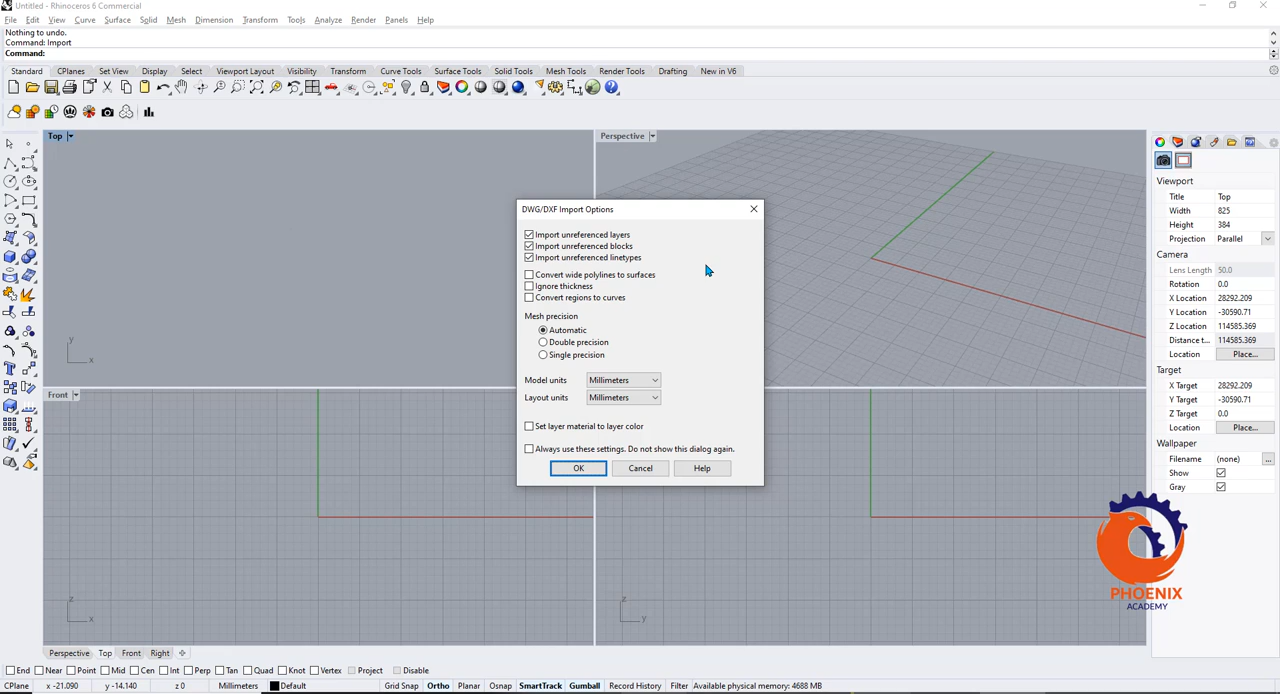 Untitled - Rhinoceros 6 Commercial
File Edit View Curve Surface Solid Mesh Dimension Transform Tools Analyze Render Panels Help
Nothing to undo.
Command: Import
Command:
Standard CPlanes Set View Display Select Viewport Layout Visibility Transform Curve Tools Surface Tools Solid Tools Mesh Tools Render Tools Drafting New in V6
Top
Perspective
Viewport
Title Top
Width 825
Height 384
Projection Parallel
Camera
Lens Length 50.0
Rotation 0.0
X Location 28292.209
Y Location -30590.71
Z Location 114585.369
Distance t... 114585.369
Location Place...
Target
X Target 28292.209
Y Target -30590.71
Z Target 0.0
Location Place...
Wallpaper
Filename (none) ...
Show
Gray
DWG/DXF Import Options
Import unreferenced layers
Import unreferenced blocks
Import unreferenced linetypes
Convert wide polylines to surfaces
Ignore thickness
Convert regions to curves
Mesh precision
Automatic
Double precision
Single precision
Model units Millimeters
Layout units Millimeters
Set layer material to layer color
Always use these settings. Do not show this dialog again.
OK Cancel Help
y
x
Front
z
x
z
y
PHOENIX
ACADEMY
Perspective Top Front Right
End Near Point Mid Cen Int Perp Tan Quad Knot Vertex Project Disable
CPlane x -21.090 y -14.140 z 0 Millimeters Default Grid Snap Ortho Planar Osnap SmartTrack Gumball Record History Filter Available physical memory: 4688 MB